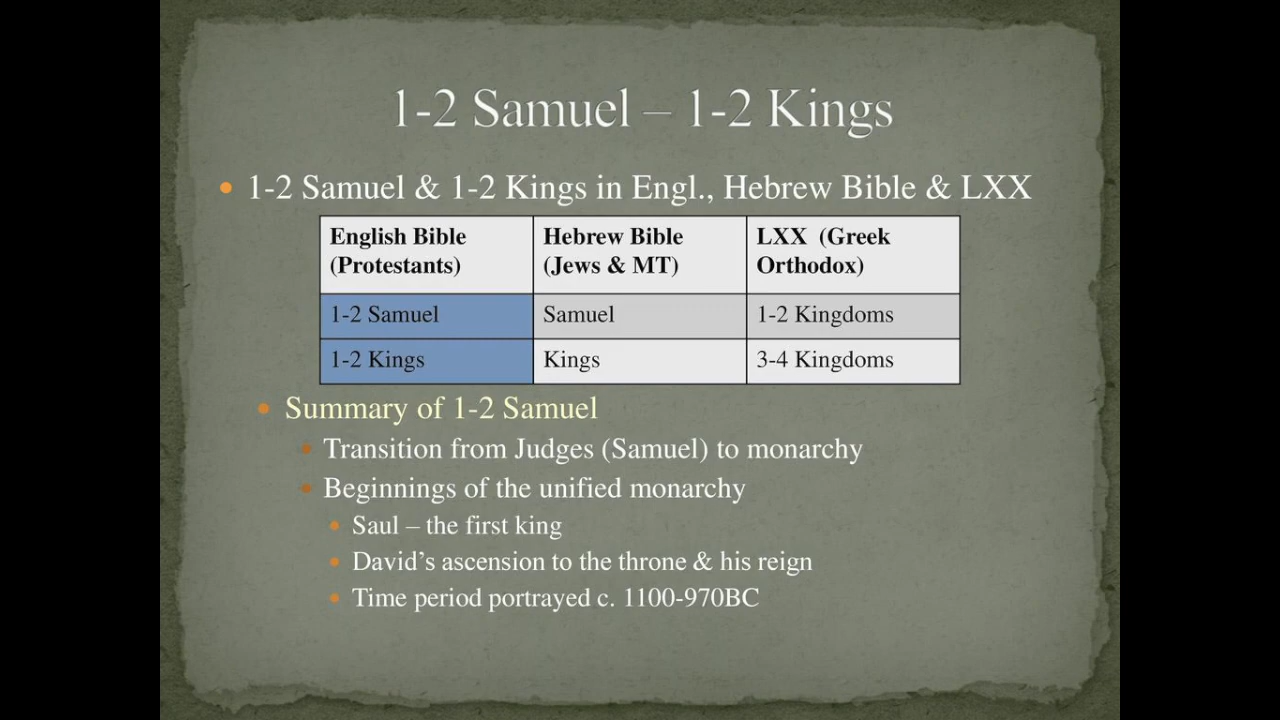 1-2 Samuel – 1-2 Kings
• 1-2 Samuel & 1-2 Kings in Engl., Hebrew Bible & LXX
English Bible (Protestants)
Hebrew Bible (Jews & MT)
LXX (Greek Orthodox)
1-2 Samuel
Samuel
1-2 Kingdoms
1-2 Kings
Kings
3-4 Kingdoms
• Summary of 1-2 Samuel
• Transition from Judges (Samuel) to monarchy
• Beginnings of the unified monarchy
• Saul – the first king
• David’s ascension to the throne & his reign
• Time period portrayed c. 1100-970BC